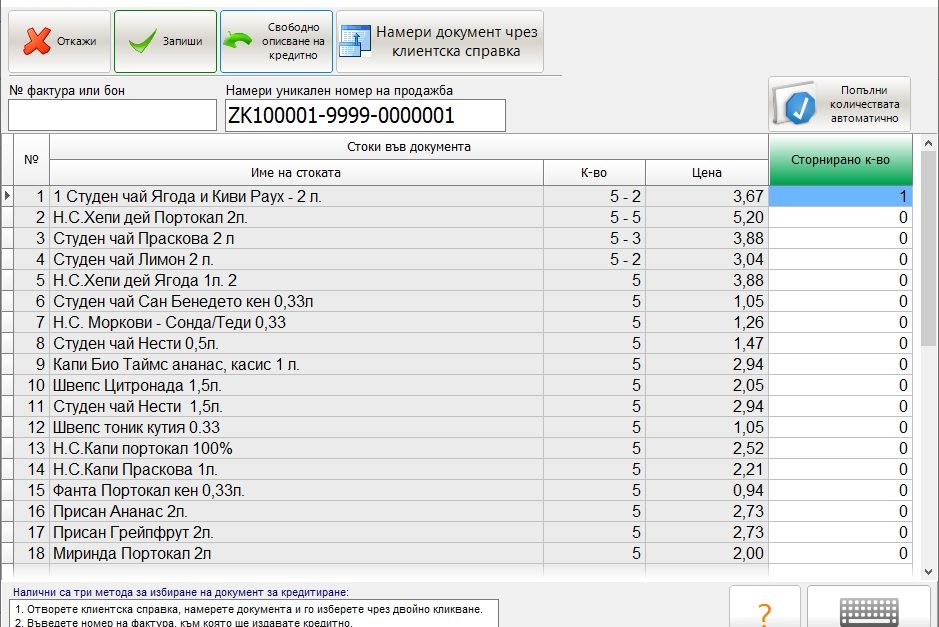 Откажи
Запиши
Свободно
описване на
кредитно
Намери документ чрез
клиентска справка
№ фактура или бон
Намери уникален номер на продажба
ZK100001-9999-0000001
Попълни
количествата
автоматично
№
Стоки във документа
Сторнирано к-во
Име на стоката К-во Цена
1 1 Студен чай Ягода и Киви Раух - 2 л. 5 - 2 3,67 1
2 Н.С.Хепи дей Портокал 2л. 5 - 5 5,20 0
3 Студен чай Праскова 2 л 5 - 3 3,88 0
4 Студен чай Лимон 2 л. 5 - 2 3,04 0
5 Н.С.Хепи дей Ягода 1л. 2 5 3,88 0
6 Студен чай Сан Бенедето кен 0,33л 5 1,05 0
7 Н.С. Моркови - Сонда/Теди 0,33 5 1,26 0
8 Студен чай Нести 0,5л. 5 1,47 0
9 Капи Био Таймс ананас, касис 1 л. 5 2,94 0
10 Швепс Цитронада 1,5л. 5 2,05 0
11 Студен чай Нести 1,5л. 5 2,94 0
12 Швепс тоник кутия 0.33 5 1,05 0
13 Н.С.Капи портокал 100% 5 2,52 0
14 Н.С.Капи Праскова 1л. 5 2,21 0
15 Фанта Портокал кен 0,33л. 5 0,94 0
16 Присан Ананас 2л. 5 2,73 0
17 Присан Грейпфрут 2л. 5 2,73 0
18 Миринда Портокал 2л 5 2,00 0
Налични са три метода за избиране на документ за кредитиране:
1. Отворете клиентска справка, намерете документа и го изберете чрез двойно кликване.
2. Въведете номер на фактура, към която ще издавате кредитно.
?